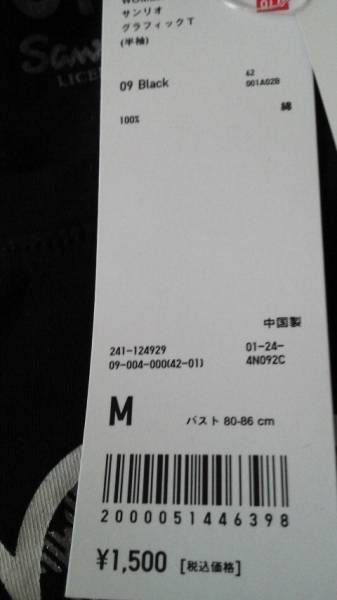 サンリオ
グラフィックT
(半袖)
09 Black
62
001A02B
綿
100%
中国製
241-124929
01-24-
09-004-000(42-01)
4N092C
M
バスト 80-86 cm
2000051446398
¥1,500 [税込価格]